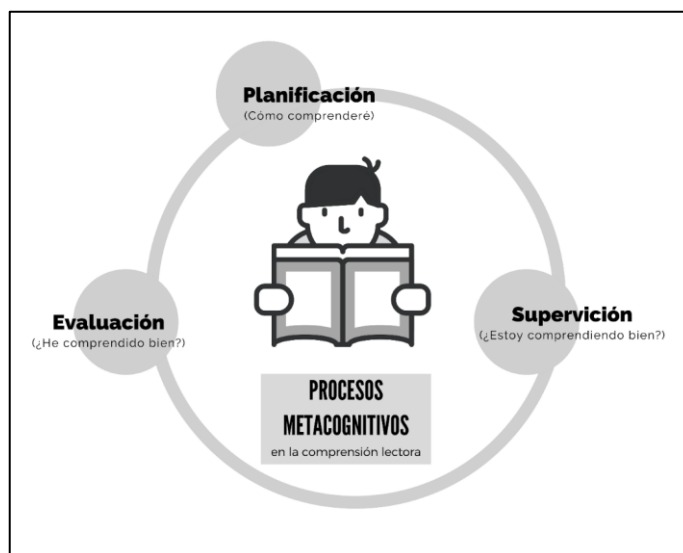 Planificación
(Cómo comprenderé)
Evaluación
(¿He comprendido bien?)
Supervición
(¿Estoy comprendiendo bien?)
PROCESOS
METACOGNITIVOS
en la comprensión lectora